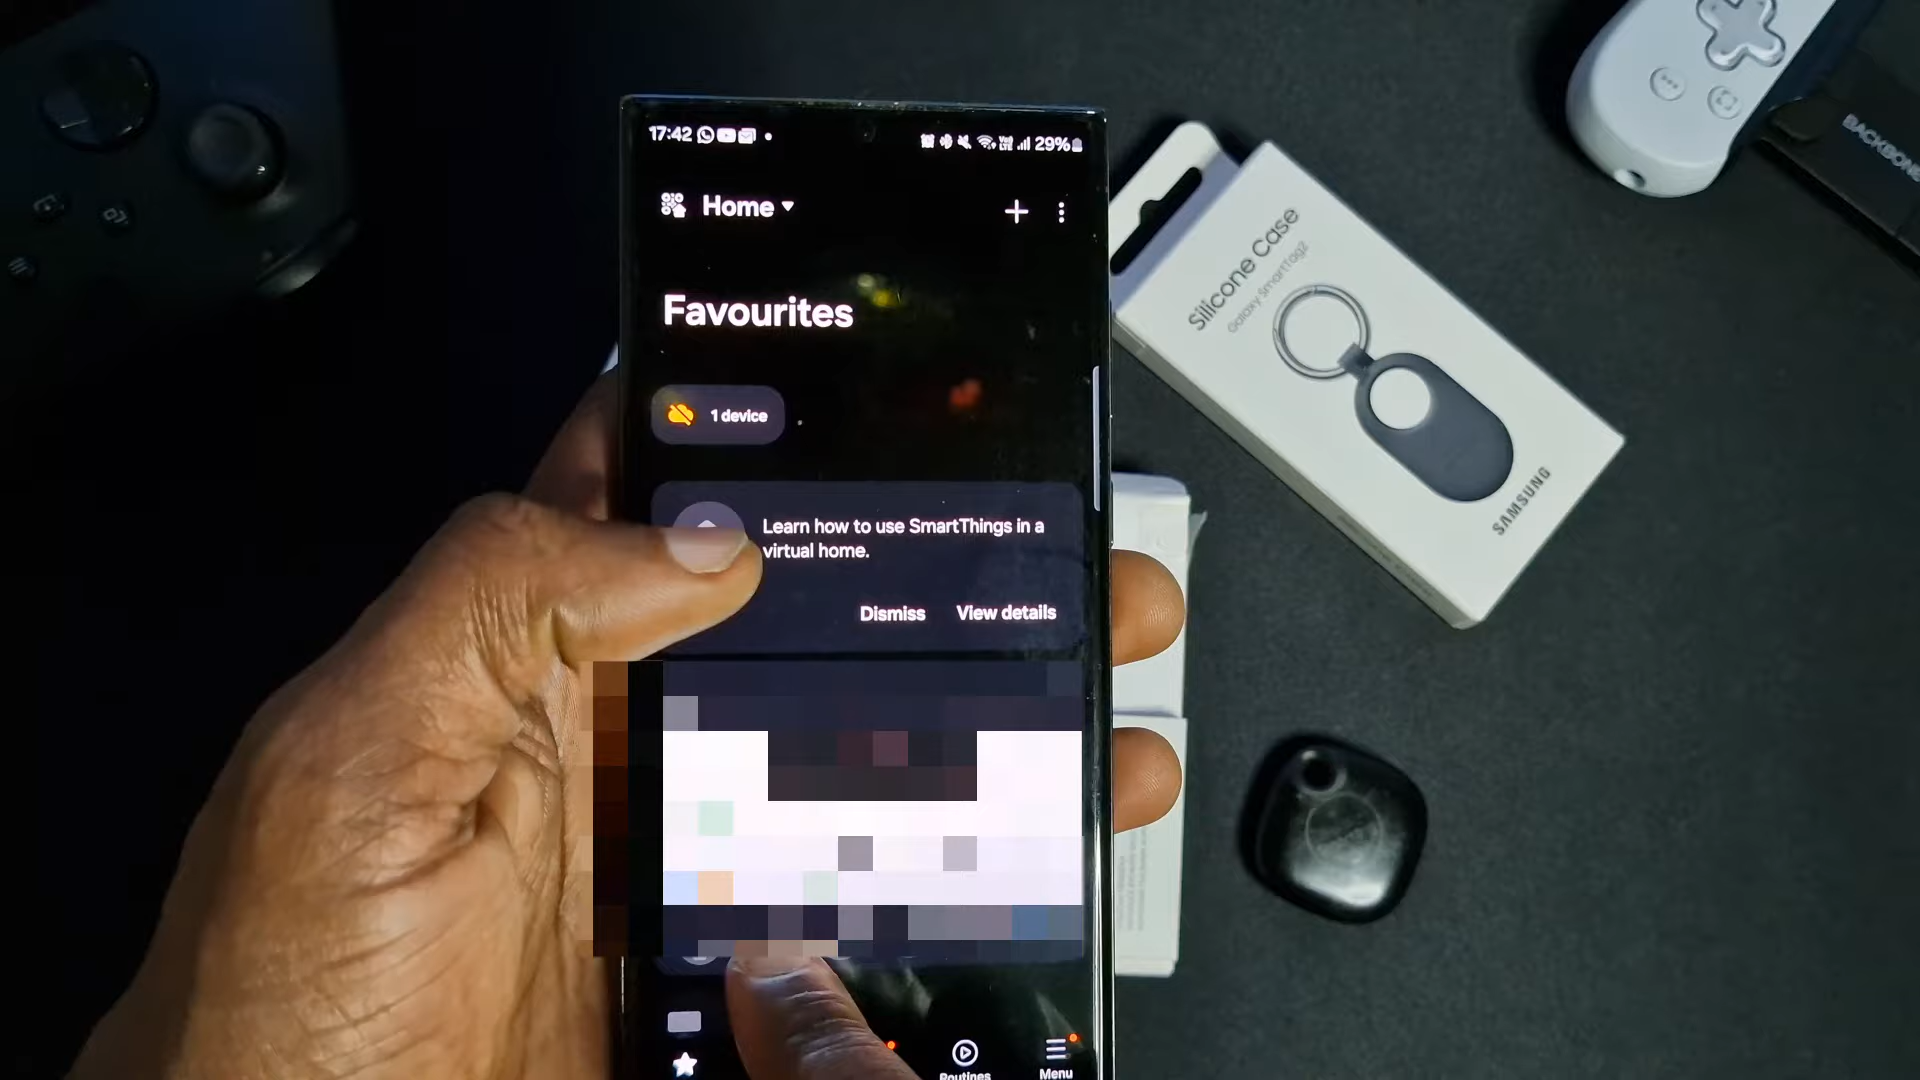 17:42
29%
Home
Favourites
1 device
Learn how to use SmartThings in a
virtual home.
Dismiss View details
Routines
Menu
Silicone Case
Galaxy SmartTag2
SAMSUNG
BACKBONE